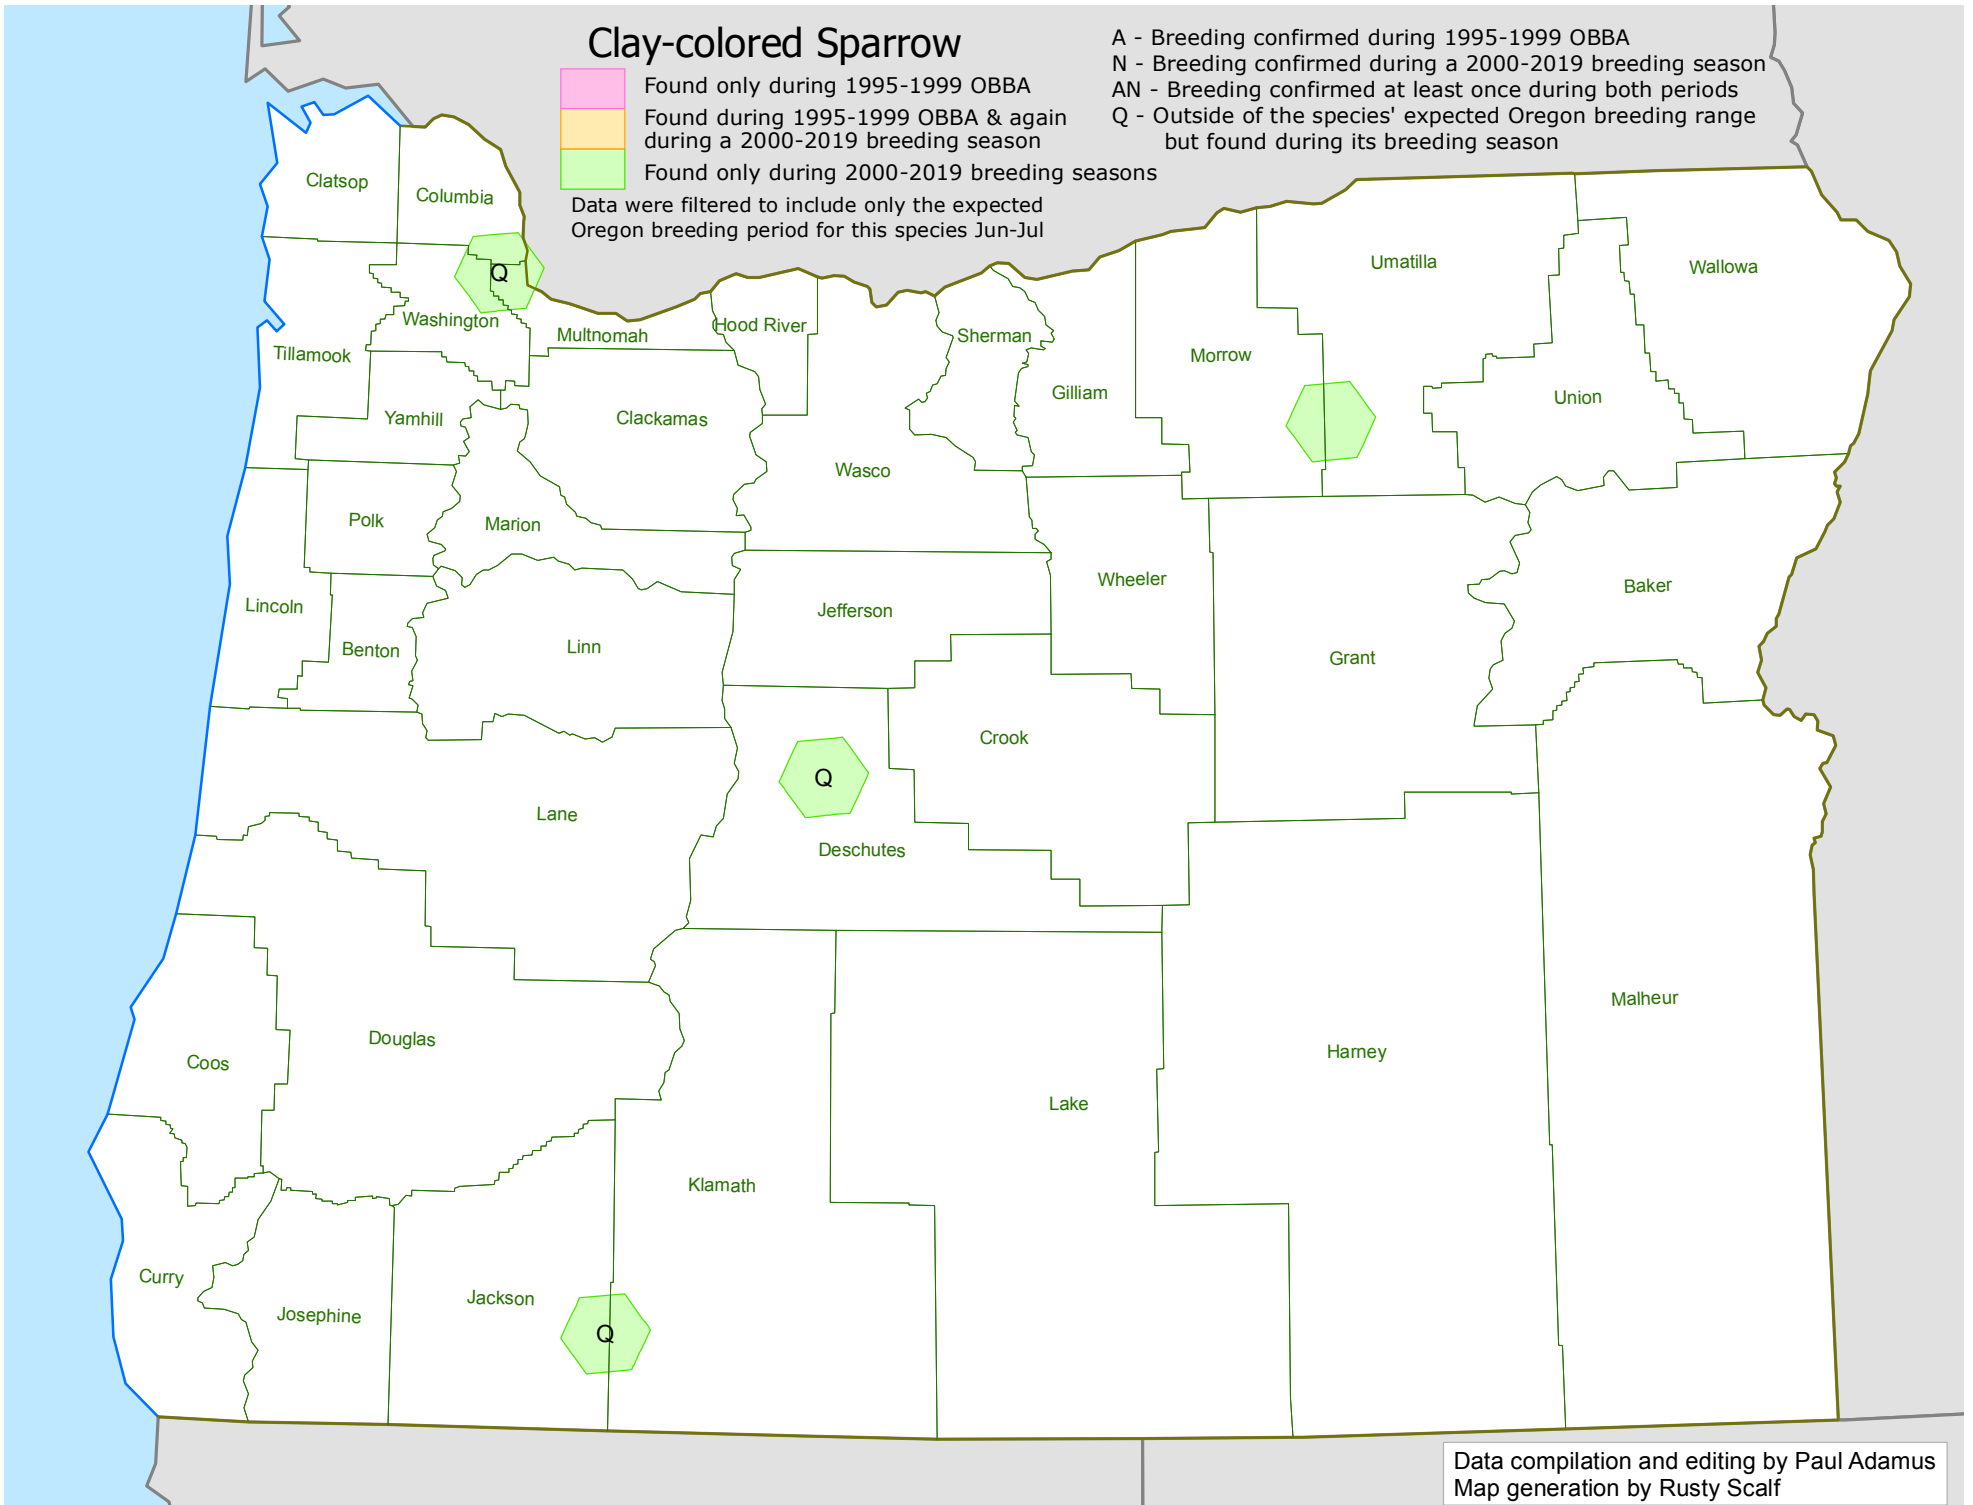 Clay-colored Sparrow
Found only during 1995-1999 OBBA
Found during 1995-1999 OBBA & again
during a 2000-2019 breeding season
Found only during 2000-2019 breeding seasons
Data were filtered to include only the expected
Oregon breeding period for this species Jun-Jul
A - Breeding confirmed during 1995-1999 OBBA
N - Breeding confirmed during a 2000-2019 breeding season
AN - Breeding confirmed at least once during both periods
Q - Outside of the species' expected Oregon breeding range
but found during its breeding season
Clatsop
Columbia
Q
Washington
Multnomah
Hood River
Tillamook
Sherman
Umatilla
Wallowa
Morrow
Gilliam
Union
Yamhill
Clackamas
Wasco
Polk
Marion
Wheeler
Baker
Lincoln
Jefferson
Benton
Linn
Grant
Crook
Q
Lane
Deschutes
Malheur
Douglas
Coos
Harney
Lake
Klamath
Curry
Josephine
Jackson
Q
Data compilation and editing by Paul Adamus
Map generation by Rusty Scalf